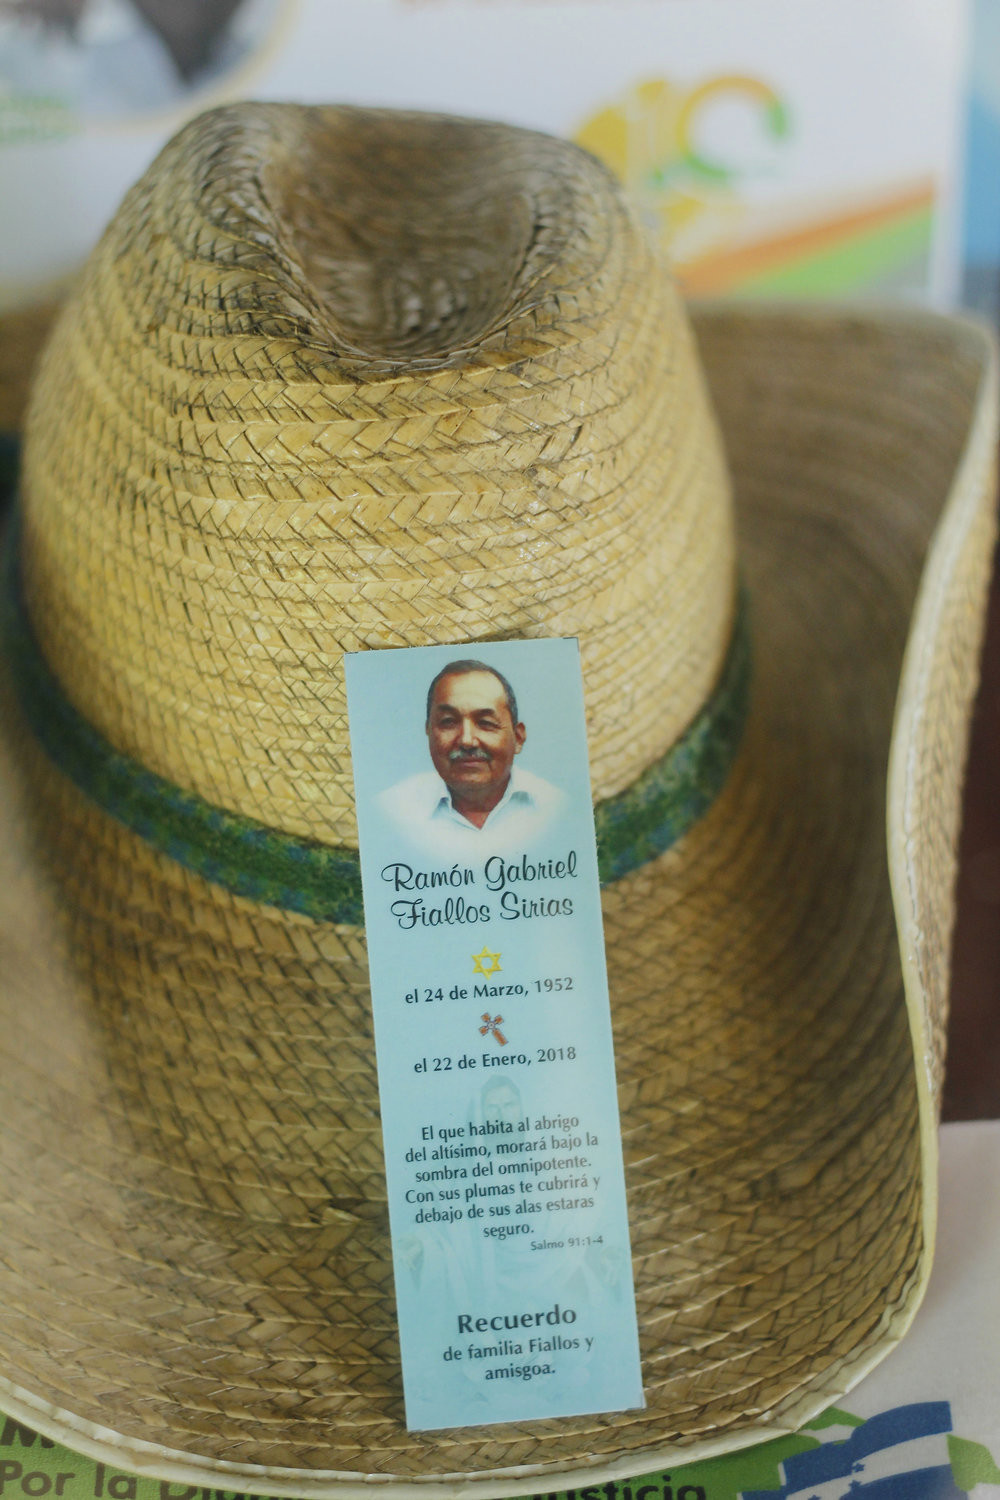 Ramón Gabriel
Fiallos Sirias
el 24 de Marzo, 1952
el 22 de Enero, 2018
El que habita al abrigo
del altísimo, morará bajo la
sombra del omnipotente.
Con sus plumas te cubrirá y
debajo de sus alas estaras
seguro.
Salmo 91:1-4
Recuerdo
de familia Fiallos y
amisgoa.
Por la